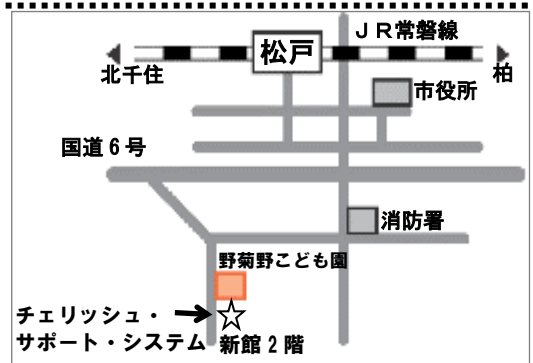 ＪＲ常磐線
松戸
北千住
柏
市役所
国道６号
消防署
野菊野こども園
チェリッシュ・
サポート・システム
新館２階